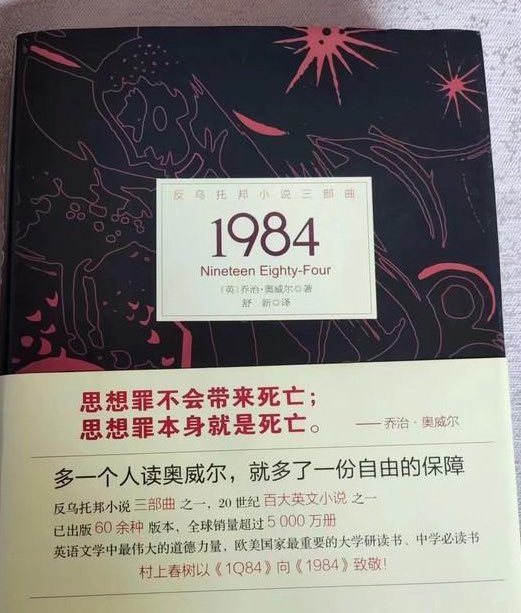 反乌托邦小说三部曲
1984
Nineteen Eighty-Four
〔英〕乔治·奥威尔◎著
舒新◎译
思想罪不会带来死亡；
思想罪本身就是死亡。 ——乔治·奥威尔
多一个人读奥威尔，就多了一份自由的保障
反乌托邦小说三部曲之一，20世纪百大英文小说之一
已出版60余种版本，全球销量超过5000万册
英语文学中最伟大的道德力量，欧美国家最重要的大学研读书、中学必读书
村上春树以《1Q84》向《1984》致敬！